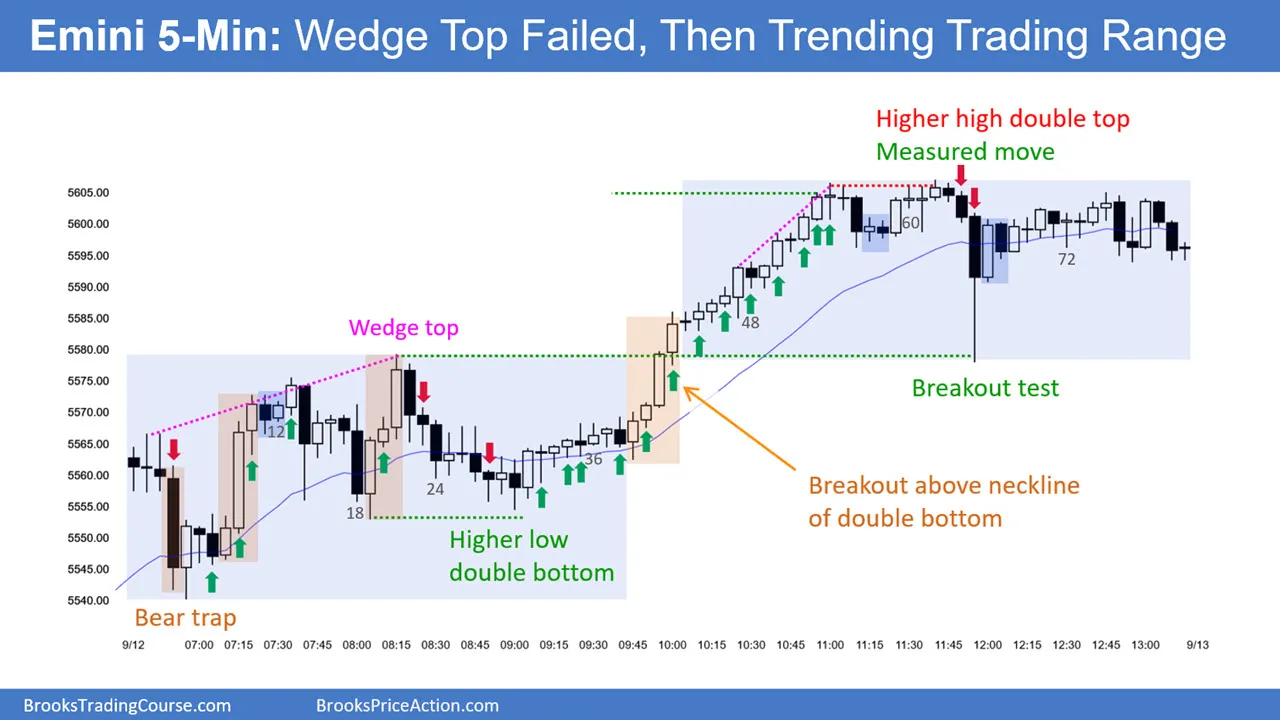 Emini 5-Min: Wedge Top Failed, Then Trending Trading Range
Higher high double top
Measured move
5605.00
5600.00
5595.00
5590.00
5585.00
5580.00
5575.00
5570.00
5565.00
5560.00
5555.00
5550.00
5545.00
5540.00
60
72
48
Wedge top
Breakout test
12
36
24
18
Breakout above neckline
of double bottom
Higher low
double bottom
Bear trap
9/12 07:00 07:15 07:30 07:45 08:00 08:15 08:30 08:45 09:00 09:15 09:30 09:45 10:00 10:15 10:30 10:45 11:00 11:15 11:30 11:45 12:00 12:15 12:30 12:45 13:00 9/13
BrooksTradingCourse.com BrooksPriceAction.com